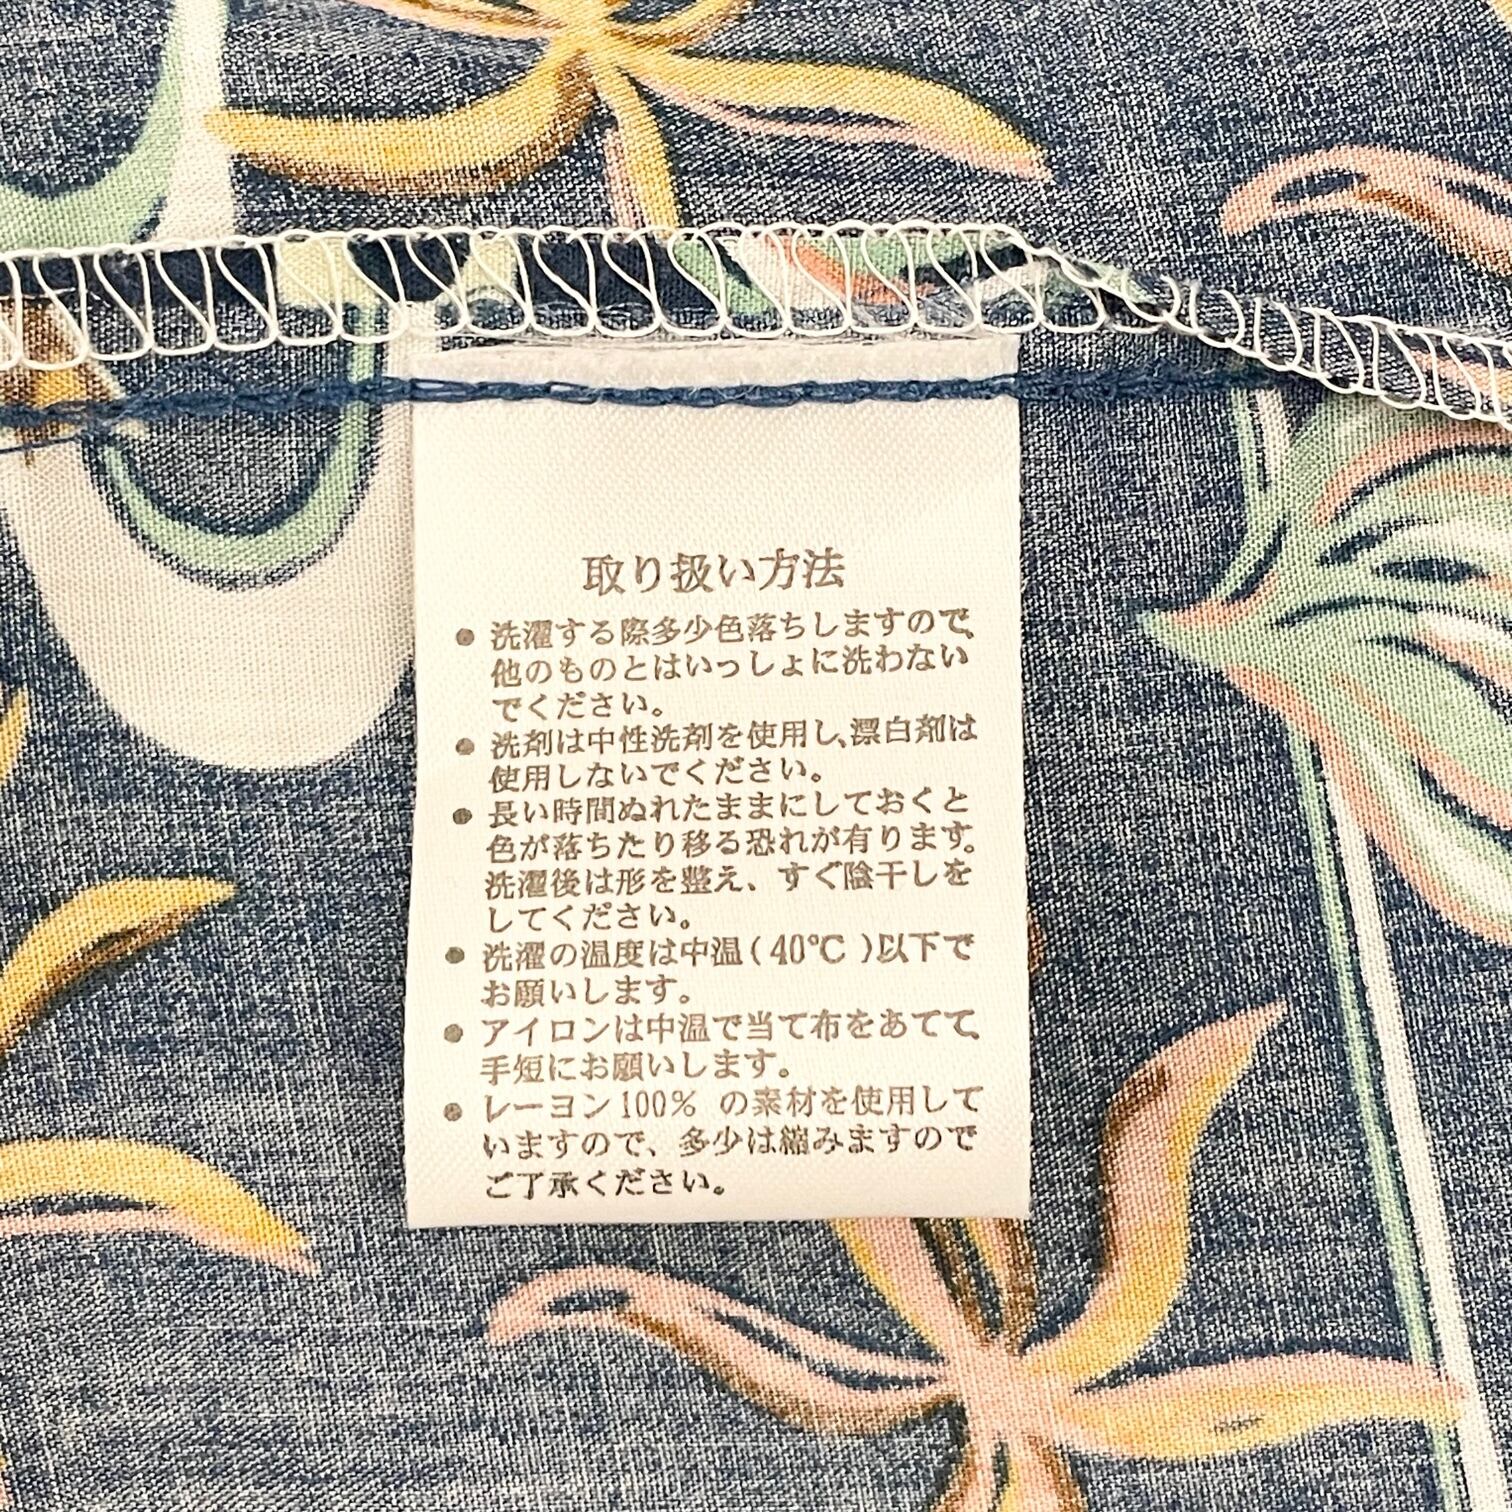 取り扱い方法
● 洗濯する際多少色落ちしますので、
他のものとはいっしょに洗わない
でください。
● 洗剤は中性洗剤を使用し、漂白剤は
使用しないでください。
● 長い時間ぬれたままにしておくと
色が落ちたり移る恐れが有ります。
洗濯後は形を整え、すぐ陰干しを
してください。
● 洗濯の温度は中温(40℃)以下で
お願いします。
● アイロンは中温で当て布をあてて、
手短にお願いします。
● レーヨン100% の素材を使用して
いますので、多少は縮みますので
ご了承ください。